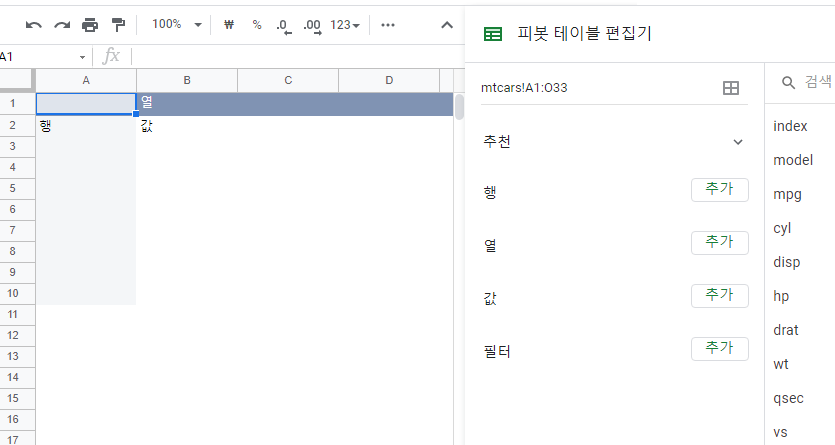 100%
₩
%
.0
.00
123
피봇 테이블 편집기
A1
fx
mtcars!A1:O33
검색
A B C D
1 열
2 행 값
3
4
5
6
7
8
9
10
11
12
13
14
15
16
17
추천
행 추가
열 추가
값 추가
필터 추가
index
model
mpg
cyl
disp
hp
drat
wt
qsec
vs